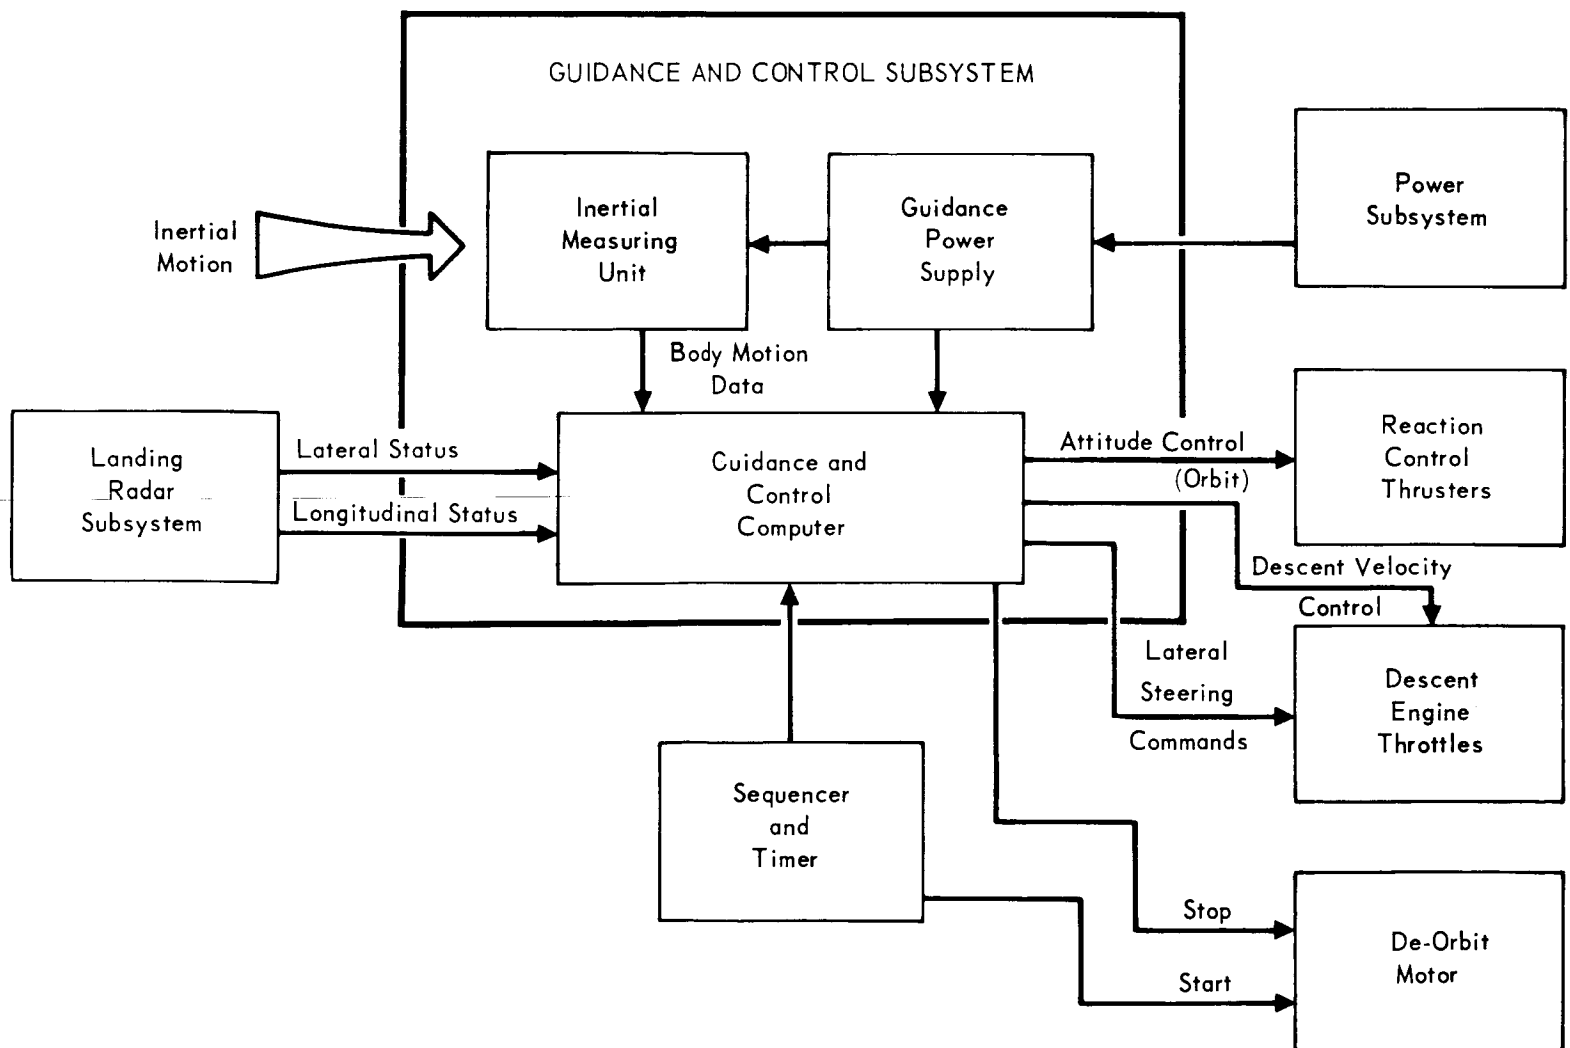 GUIDANCE AND CONTROL SUBSYSTEM
Inertial
Motion
Inertial
Measuring
Unit
Guidance
Power
Supply
Power
Subsystem
Body Motion
Data
Landing
Radar
Subsystem
Lateral Status
Longitudinal Status
Guidance and
Control
Computer
Attitude Control
(Orbit)
Reaction
Control
Thrusters
Descent Velocity
Control
Lateral
Steering
Commands
Descent
Engine
Throttles
Sequencer
and
Timer
Stop
Start
De-Orbit
Motor